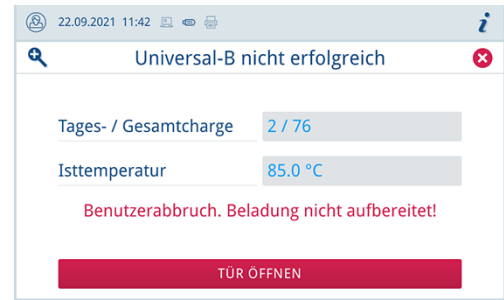 22.09.2021 11:42
Universal-B nicht erfolgreich
Tages- / Gesamtcharge 2 / 76
Isttemperatur 85.0 °C
Benutzerabbruch. Beladung nicht aufbereitet!
TÜR ÖFFNEN